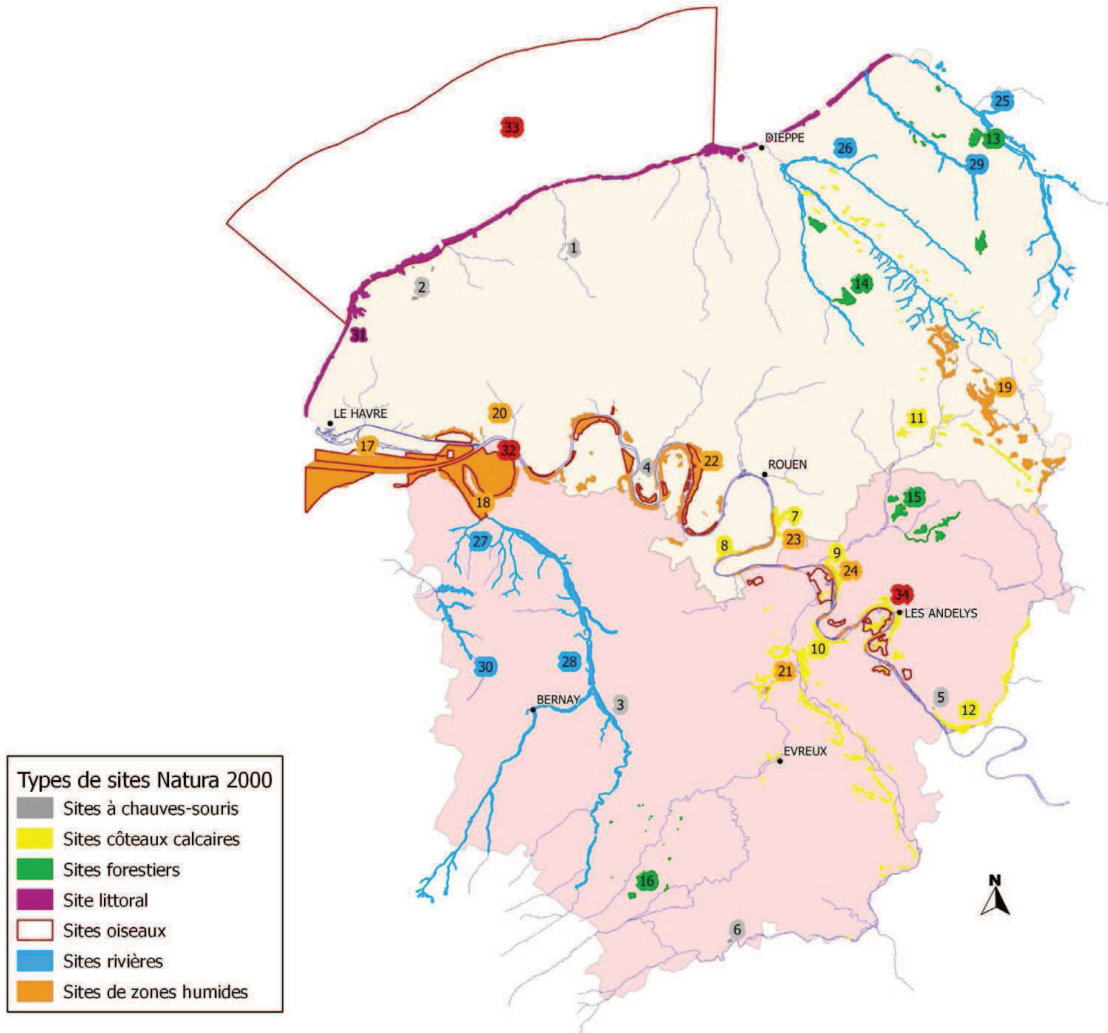 33
25
13
DIEPPE
26
29
1
14
2
31
19
20
11
LE HAVRE
17
32
4
22
ROUEN
15
18
7
27
8
23
9
24
34
LES ANDELYS
10
30
28
21
BERNAY
3
5
12
EVREUX
Types de sites Natura 2000
Sites à chauves-souris
Sites côteaux calcaires
Sites forestiers
Site littoral
Sites oiseaux
Sites rivières
Sites de zones humides
16
N
6